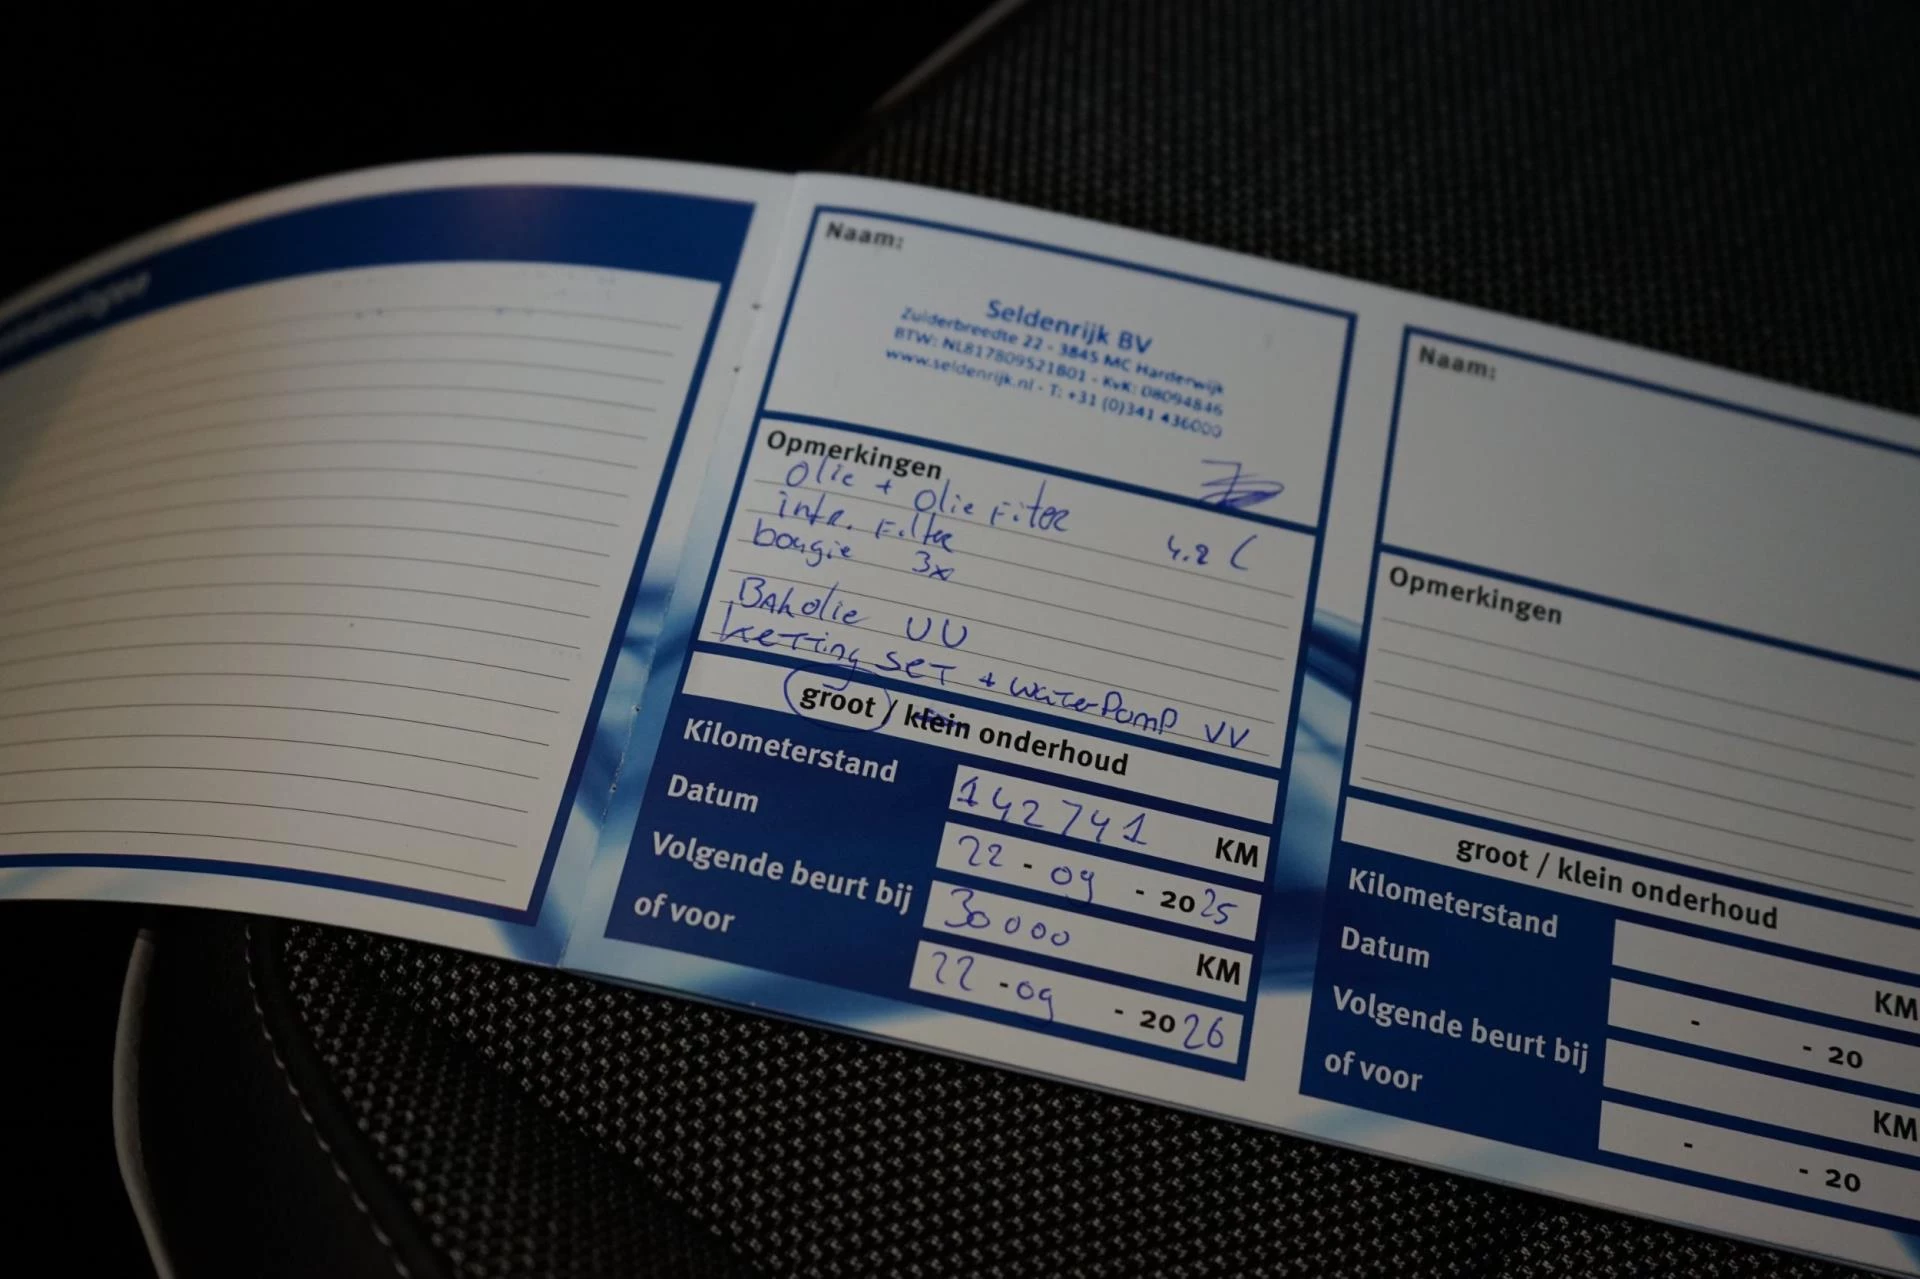 Naam:
Seldenrijk BV
Zuiderbreedte 22 - 3845 MC Harderwijk
BTW: NL817809521B01 - KvK: 08094846
www.seldenrijk.nl - T: +31 (0)341 436000
Opmerkingen
Olie + Olie Filter 4.2 L
intr. Filter
bougie 3x
Bakolie VV
Ketting set + waterpomp VV
groot / klein onderhoud
Kilometerstand 142741 KM
Datum 22 - 09 - 2025
Volgende beurt bij 30000 KM
of voor 22 - 09 - 2026
Naam:
Opmerkingen
groot / klein onderhoud
Kilometerstand KM
Datum - - 20
Volgende beurt bij KM
of voor - - 20